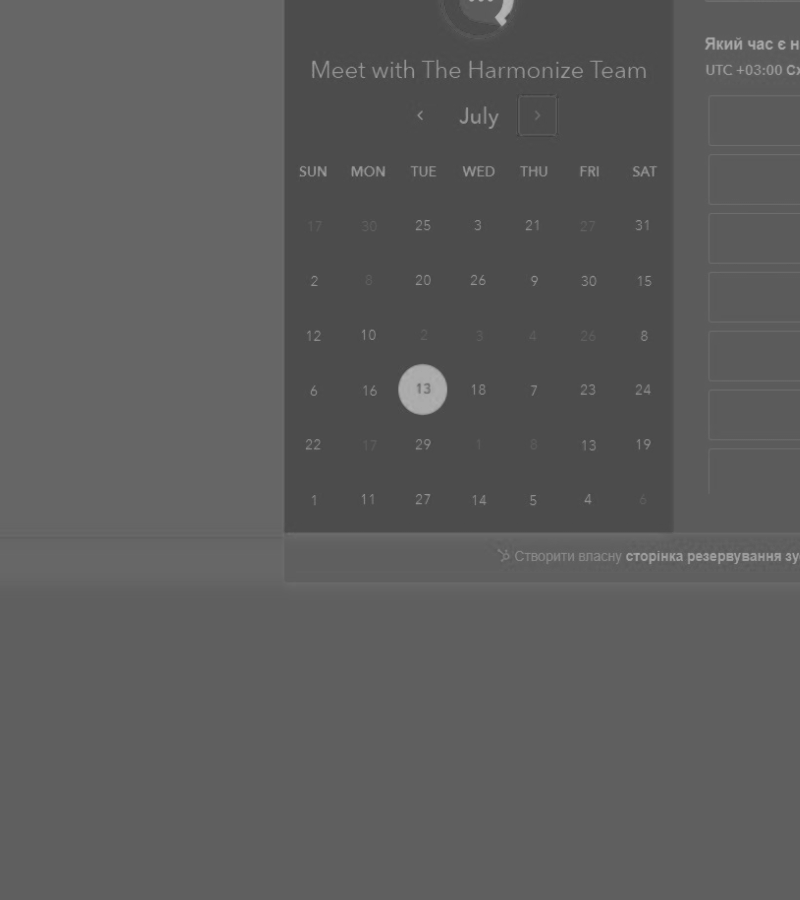 Meet with The Harmonize Team
July
SUN MON TUE WED THU FRI SAT
17 30 25 3 21 27 31
2 8 20 26 9 30 15
12 10 2 3 4 26 8
6 16 13 18 7 23 24
22 17 29 1 8 13 19
1 11 27 14 5 4 6
Який час є н
UTC +03:00 Сх
Створити власну сторінка резервування зу